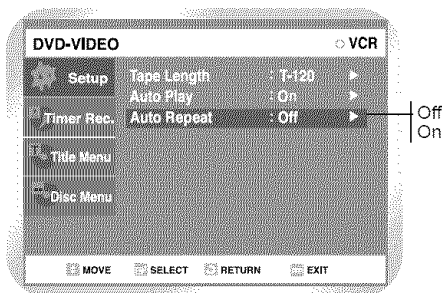 DVD-VIDEO VCR
Setup Tape Length : T-120
Auto Play : On
Timer Rec. Auto Repeat : Off
Off
On
Title Menu
Disc Menu
MOVE SELECT RETURN EXIT